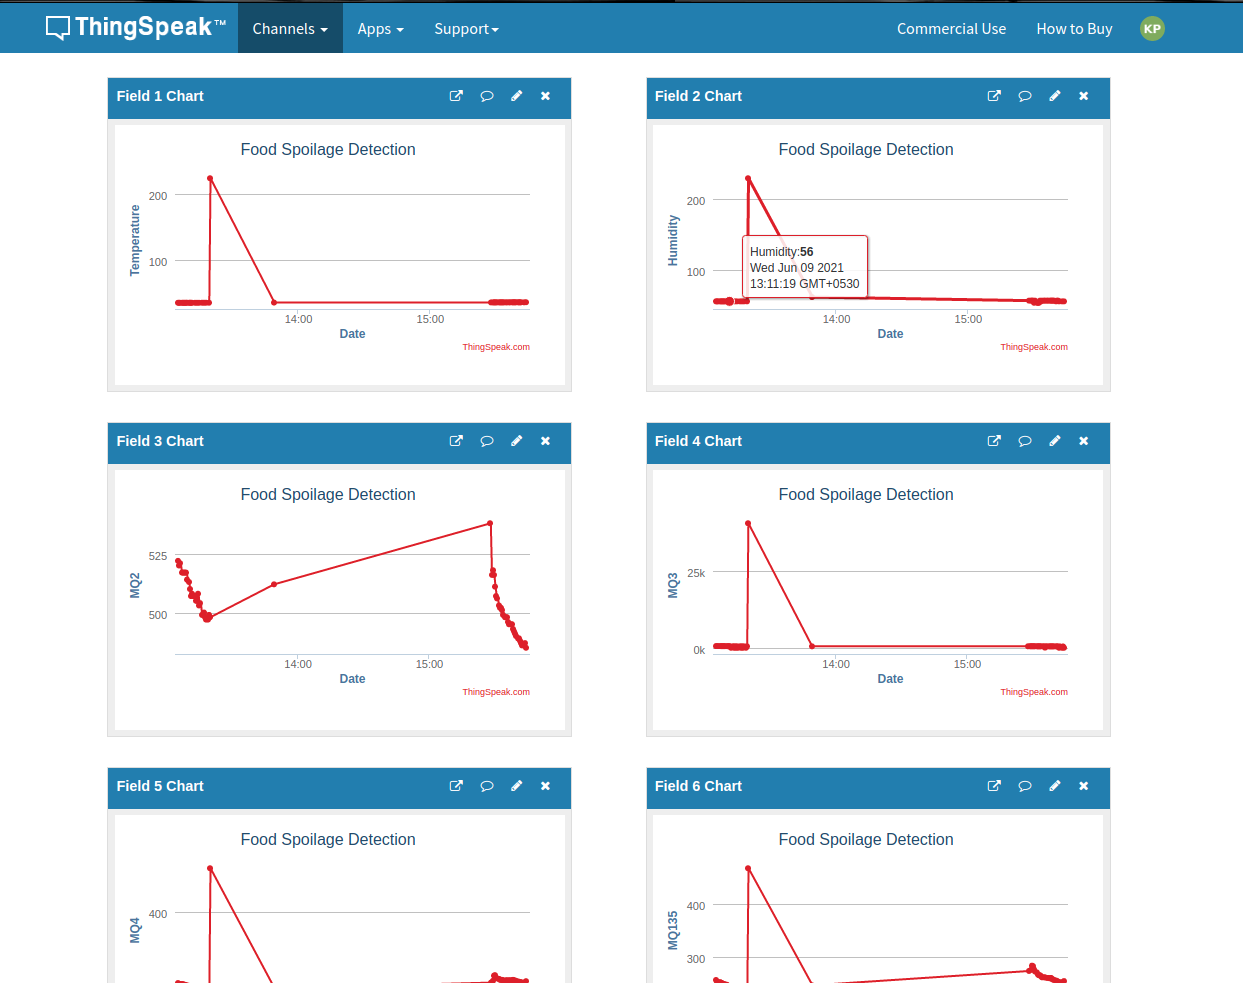 ThingSpeak™ Channels Apps Support Commercial Use How to Buy KP
Field 1 Chart
Food Spoilage Detection
Temperature
200
100
14:00 15:00
Date
ThingSpeak.com
Field 2 Chart
Food Spoilage Detection
Humidity
200
100
Humidity:56
Wed Jun 09 2021
13:11:19 GMT+0530
14:00 15:00
Date
ThingSpeak.com
Field 3 Chart
Food Spoilage Detection
MQ2
525
500
14:00 15:00
Date
ThingSpeak.com
Field 4 Chart
Food Spoilage Detection
MQ3
25k
0k
14:00 15:00
Date
ThingSpeak.com
Field 5 Chart
Food Spoilage Detection
MQ4
400
Field 6 Chart
Food Spoilage Detection
MQ135
400
300